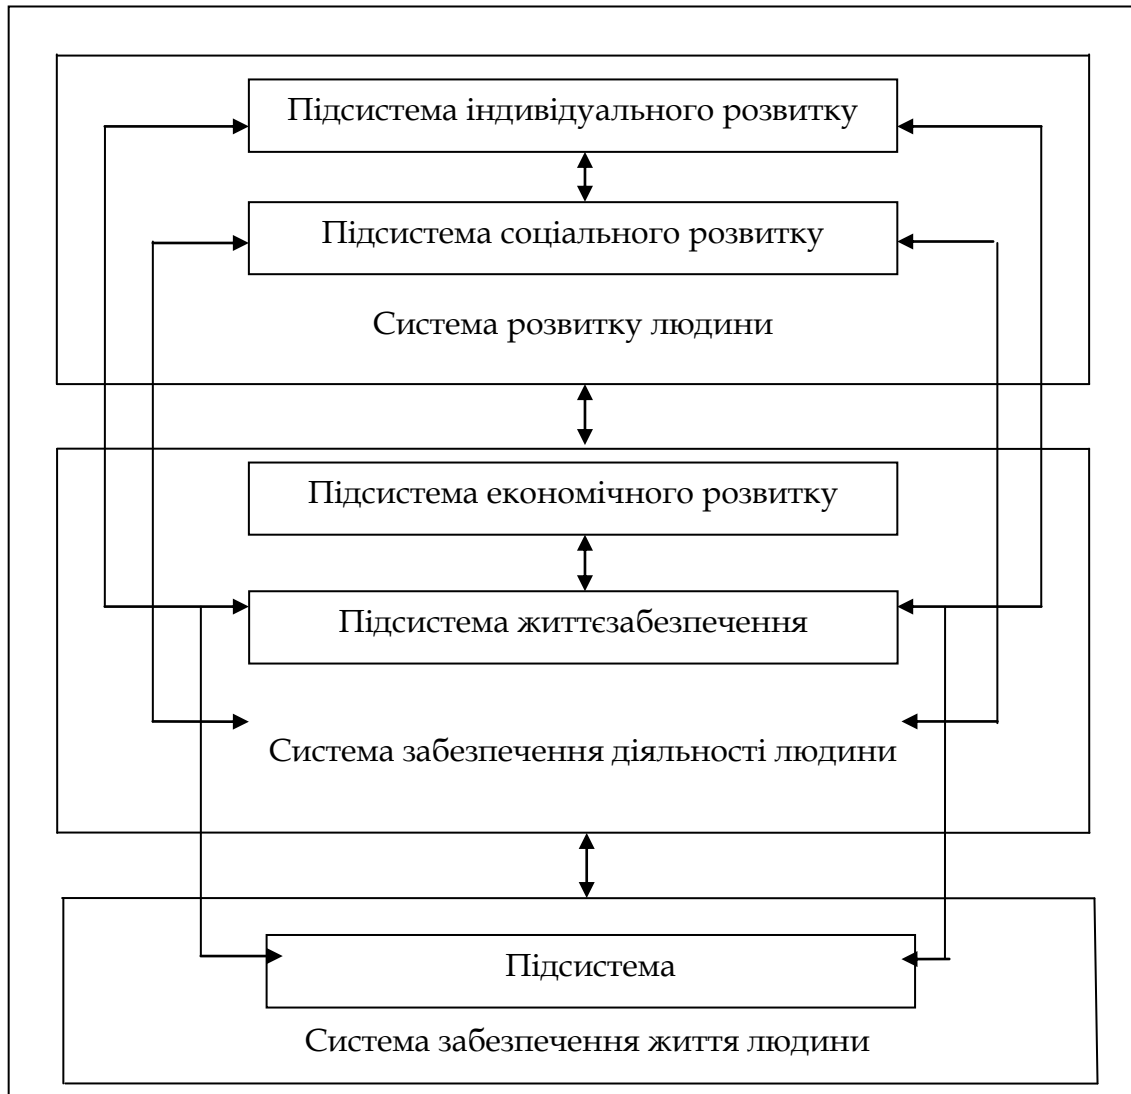 Підсистема індивідуального розвитку
Підсистема соціального розвитку
Система розвитку людини
Підсистема економічного розвитку
Підсистема життєзабезпечення
Система забезпечення діяльності людини
Підсистема
Система забезпечення життя людини